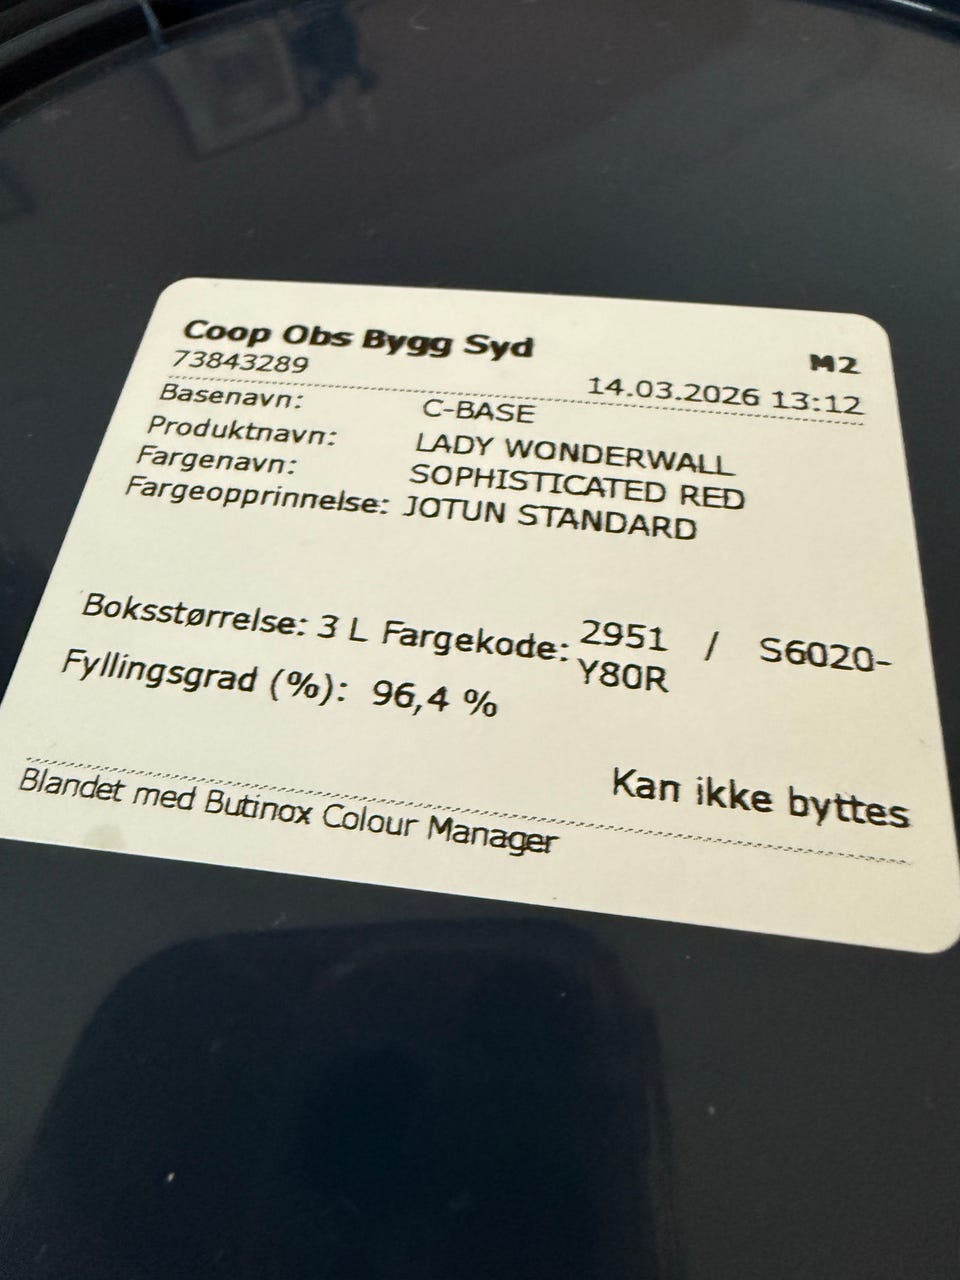 Coop Obs Bygg Syd M2
73843289 14.03.2026 13:12
Basenavn: C-BASE
Produktnavn: LADY WONDERWALL
Fargenavn: SOPHISTICATED RED
Fargeopprinnelse: JOTUN STANDARD
Boksstørrelse: 3 L Fargekode: 2951 / S6020-
Y80R
Fyllingsgrad (%): 96,4 %
Kan ikke byttes
Blandet med Butinox Colour Manager